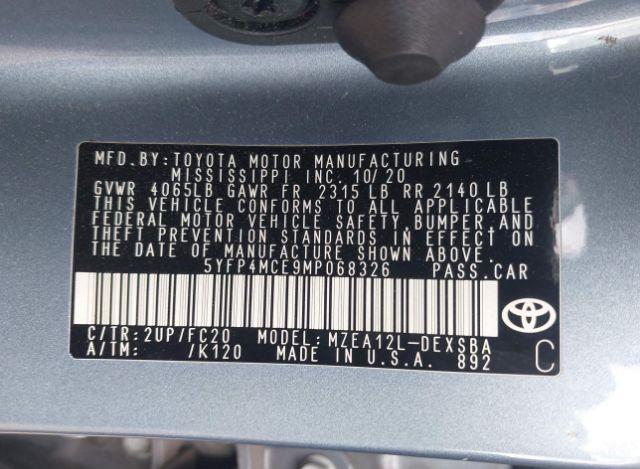 MFD.BY:TOYOTA MOTOR MANUFACTURING
MISSISSIPPI INC. 10/20
GVWR 4065LB GAWR FR 2315 LB RR 2140 LB
THIS VEHICLE CONFORMS TO ALL APPLICABLE
FEDERAL MOTOR VEHICLE SAFETY,BUMPER,AND
THEFT PREVENTION STANDARDS IN EFFECT ON
THE DATE OF MANUFACTURE SHOWN ABOVE.
5YFP4MCE9MP068326 PASS.CAR
C/TR:2UP/FC20 MODEL:MZEA12L-DEXSBA
A/TM: /K120 MADE IN U.S.A. 892
C